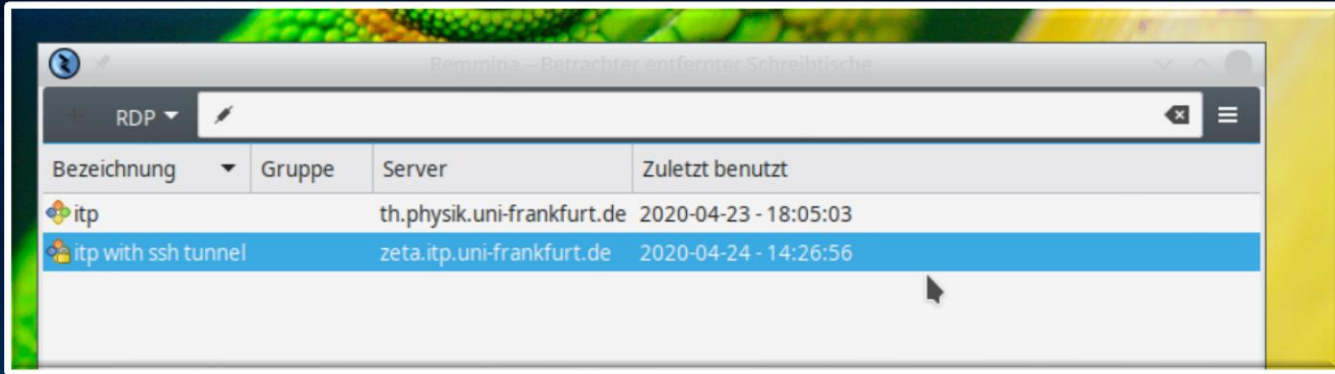 Remmina – Betrachter entfernter Schreibtische
RDP
Bezeichnung Gruppe Server Zuletzt benutzt
itp th.physik.uni-frankfurt.de 2020-04-23 - 18:05:03
itp with ssh tunnel zeta.itp.uni-frankfurt.de 2020-04-24 - 14:26:56